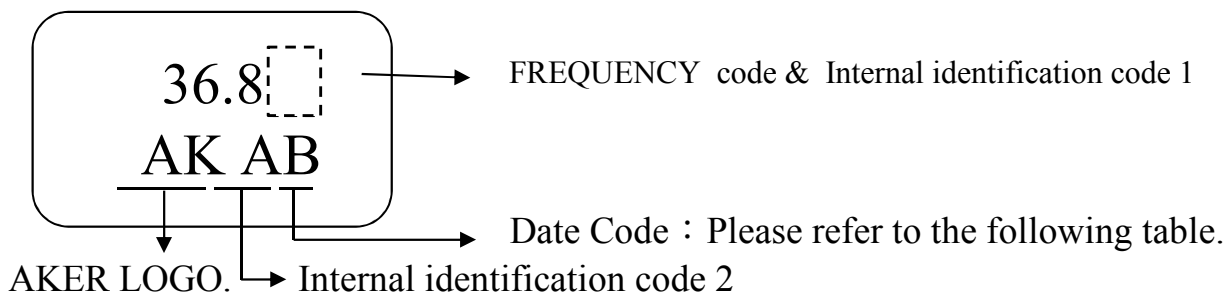 36.8
FREQUENCY code & Internal identification code 1
AK AB
Date Code：Please refer to the following table.
AKER LOGO.
Internal identification code 2